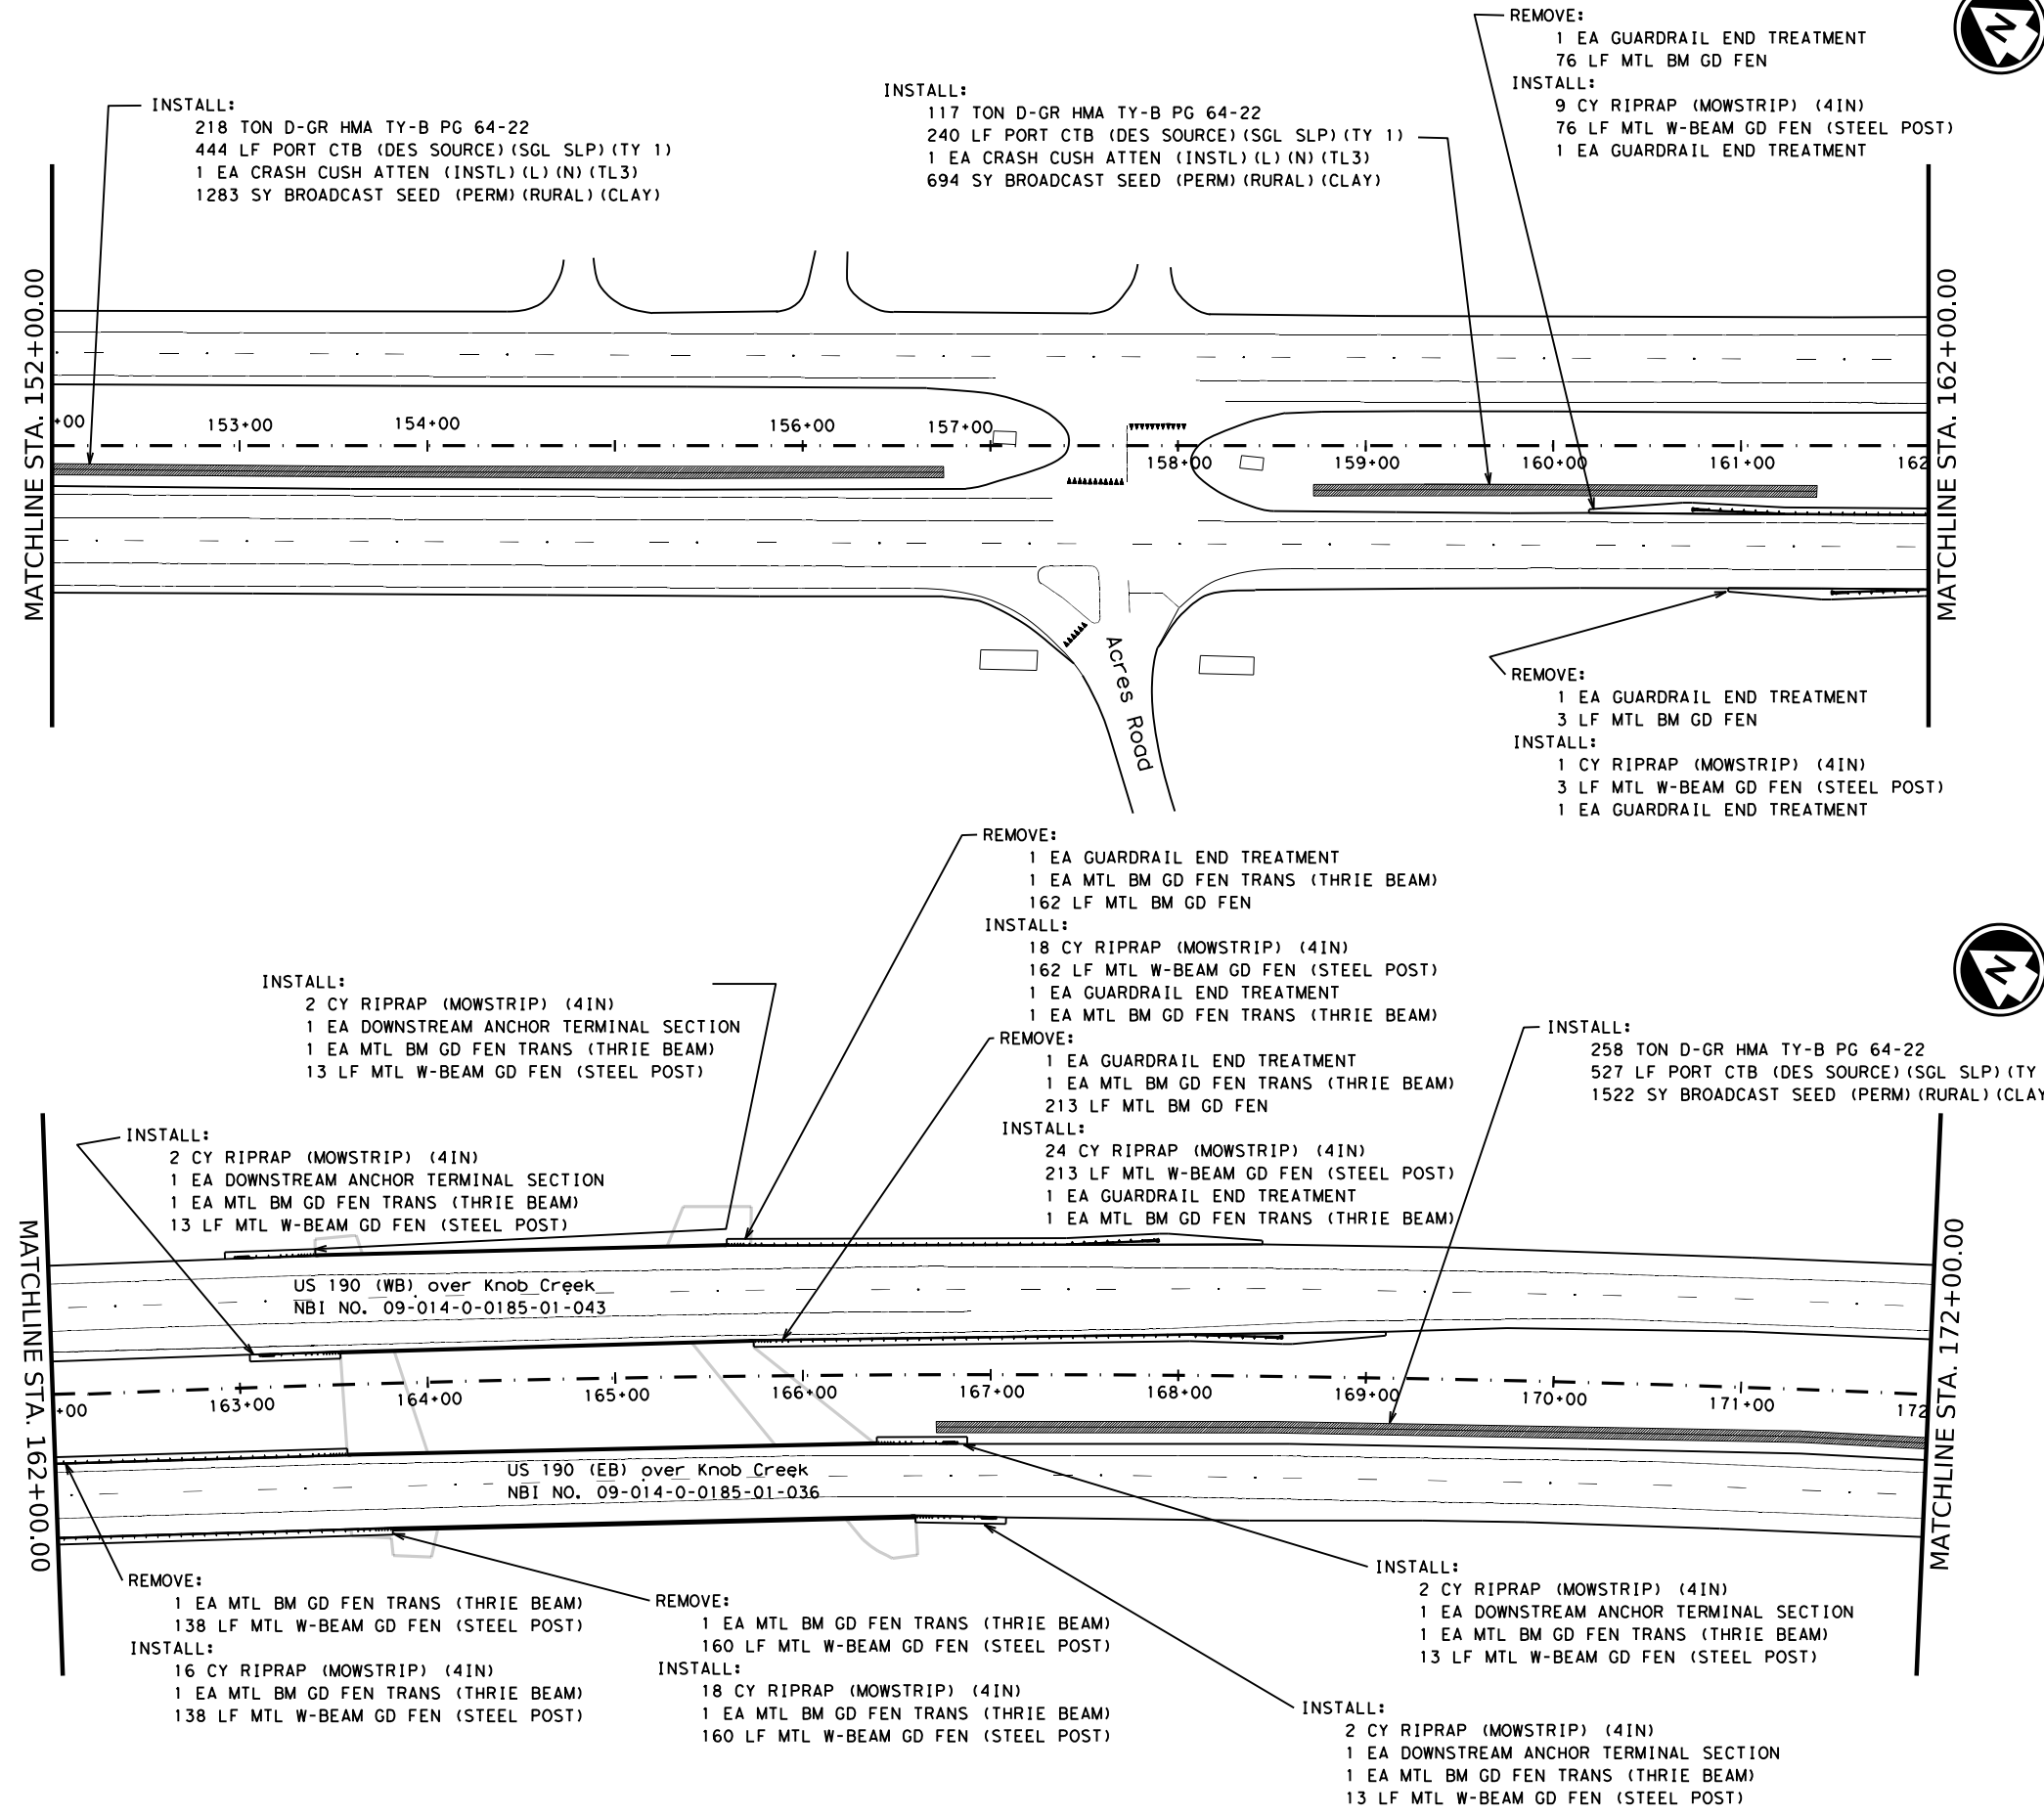 REMOVE:
1 EA GUARDRAIL END TREATMENT
76 LF MTL BM GD FEN
INSTALL:
9 CY RIPRAP (MOWSTRIP) (4IN)
76 LF MTL W-BEAM GD FEN (STEEL POST)
1 EA GUARDRAIL END TREATMENT
N
INSTALL:
218 TON D-GR HMA TY-B PG 64-22
444 LF PORT CTB (DES SOURCE)(SGL SLP)(TY 1)
1 EA CRASH CUSH ATTEN (INSTL)(L)(N)(TL3)
1283 SY BROADCAST SEED (PERM)(RURAL)(CLAY)
INSTALL:
117 TON D-GR HMA TY-B PG 64-22
240 LF PORT CTB (DES SOURCE)(SGL SLP)(TY 1)
1 EA CRASH CUSH ATTEN (INSTL)(L)(N)(TL3)
694 SY BROADCAST SEED (PERM)(RURAL)(CLAY)
MATCHLINE STA. 152+00.00
MATCHLINE STA. 162+00.00
+00
153+00
154+00
156+00
157+00
158+00
159+00
160+00
161+00
162
Acres Road
REMOVE:
1 EA GUARDRAIL END TREATMENT
3 LF MTL BM GD FEN
INSTALL:
1 CY RIPRAP (MOWSTRIP) (4IN)
3 LF MTL W-BEAM GD FEN (STEEL POST)
1 EA GUARDRAIL END TREATMENT
REMOVE:
1 EA GUARDRAIL END TREATMENT
1 EA MTL BM GD FEN TRANS (THRIE BEAM)
162 LF MTL BM GD FEN
INSTALL:
18 CY RIPRAP (MOWSTRIP) (4IN)
162 LF MTL W-BEAM GD FEN (STEEL POST)
1 EA GUARDRAIL END TREATMENT
1 EA MTL BM GD FEN TRANS (THRIE BEAM)
N
INSTALL:
2 CY RIPRAP (MOWSTRIP) (4IN)
1 EA DOWNSTREAM ANCHOR TERMINAL SECTION
1 EA MTL BM GD FEN TRANS (THRIE BEAM)
13 LF MTL W-BEAM GD FEN (STEEL POST)
REMOVE:
1 EA GUARDRAIL END TREATMENT
1 EA MTL BM GD FEN TRANS (THRIE BEAM)
213 LF MTL BM GD FEN
INSTALL:
24 CY RIPRAP (MOWSTRIP) (4IN)
213 LF MTL W-BEAM GD FEN (STEEL POST)
1 EA GUARDRAIL END TREATMENT
1 EA MTL BM GD FEN TRANS (THRIE BEAM)
INSTALL:
258 TON D-GR HMA TY-B PG 64-22
527 LF PORT CTB (DES SOURCE)(SGL SLP)(TY
1522 SY BROADCAST SEED (PERM)(RURAL)(CLAY
INSTALL:
2 CY RIPRAP (MOWSTRIP) (4IN)
1 EA DOWNSTREAM ANCHOR TERMINAL SECTION
1 EA MTL BM GD FEN TRANS (THRIE BEAM)
13 LF MTL W-BEAM GD FEN (STEEL POST)
MATCHLINE STA. 162+00.00
MATCHLINE STA. 172+00.00
US 190 (WB) over Knob Creek
NBI NO. 09-014-0-0185-01-043
+00
163+00
164+00
165+00
166+00
167+00
168+00
169+00
170+00
171+00
172
US 190 (EB) over Knob Creek
NBI NO. 09-014-0-0185-01-036
REMOVE:
1 EA MTL BM GD FEN TRANS (THRIE BEAM)
138 LF MTL W-BEAM GD FEN (STEEL POST)
INSTALL:
16 CY RIPRAP (MOWSTRIP) (4IN)
1 EA MTL BM GD FEN TRANS (THRIE BEAM)
138 LF MTL W-BEAM GD FEN (STEEL POST)
REMOVE:
1 EA MTL BM GD FEN TRANS (THRIE BEAM)
160 LF MTL W-BEAM GD FEN (STEEL POST)
INSTALL:
18 CY RIPRAP (MOWSTRIP) (4IN)
1 EA MTL BM GD FEN TRANS (THRIE BEAM)
160 LF MTL W-BEAM GD FEN (STEEL POST)
INSTALL:
2 CY RIPRAP (MOWSTRIP) (4IN)
1 EA DOWNSTREAM ANCHOR TERMINAL SECTION
1 EA MTL BM GD FEN TRANS (THRIE BEAM)
13 LF MTL W-BEAM GD FEN (STEEL POST)
INSTALL:
2 CY RIPRAP (MOWSTRIP) (4IN)
1 EA DOWNSTREAM ANCHOR TERMINAL SECTION
1 EA MTL BM GD FEN TRANS (THRIE BEAM)
13 LF MTL W-BEAM GD FEN (STEEL POST)